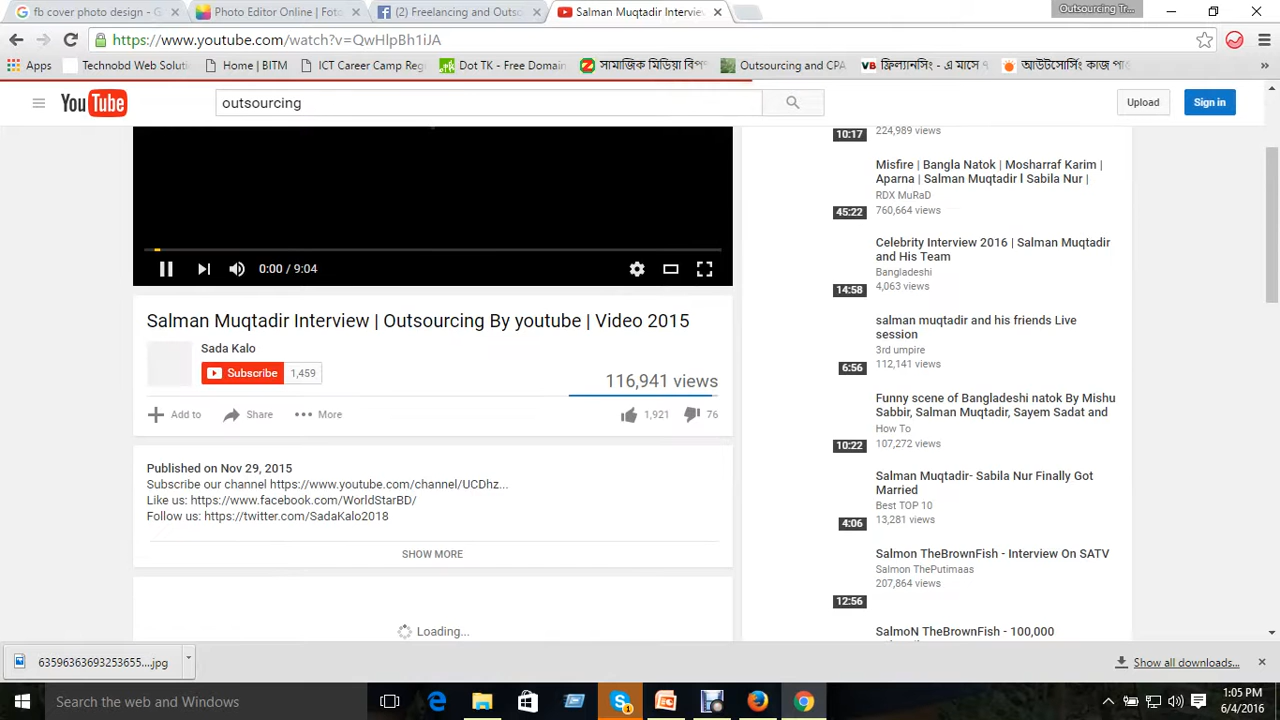 fb cover photo design - G
Photo Editor Online | Foto
(2) Freelancing and Outso
Salman Muqtadir Interview
Outsourcing Tr...
https://www.youtube.com/watch?v=QwHlpBh1iJA
Apps
Technobd Web Solut
Home | BITM
ICT Career Camp Reg
Dot TK - Free Domain
সামাজিক মিডিয়া বিপ
Outsourcing and CPA
ফ্রিল্যানসিং - এ মাসে
আউটসোর্সিং কাজ
YouTube
outsourcing
Upload
Sign in
0:00 / 9:04
Salman Muqtadir Interview | Outsourcing By youtube | Video 2015
Sada Kalo
Subscribe
1,459
116,941 views
Add to
Share
More
1,921
76
Published on Nov 29, 2015
Subscribe our channel https://www.youtube.com/channel/UCDhz...
Like us: https://www.facebook.com/WorldStarBD/
Follow us: https://twitter.com/SadaKalo2018
SHOW MORE
Loading...
10:17
224,989 views
Misfire | Bangla Natok | Mosharraf Karim |
Aparna | Salman Muqtadir l Sabila Nur |
RDX MuRaD
45:22
760,664 views
Celebrity Interview 2016 | Salman Muqtadir
and His Team
Bangladeshi
14:58
4,063 views
salman muqtadir and his friends Live
session
3rd umpire
6:56
112,141 views
Funny scene of Bangladeshi natok By Mishu
Sabbir, Salman Muqtadir, Sayem Sadat and
How To
10:22
107,272 views
Salman Muqtadir- Sabila Nur Finally Got
Married
Best TOP 10
4:06
13,281 views
Salmon TheBrownFish - Interview On SATV
Salmon ThePutimaas
12:56
207,864 views
SalmoN TheBrownFish - 100,000
63596363693253655....jpg
Show all downloads...
Search the web and Windows
1:05 PM
6/4/2016